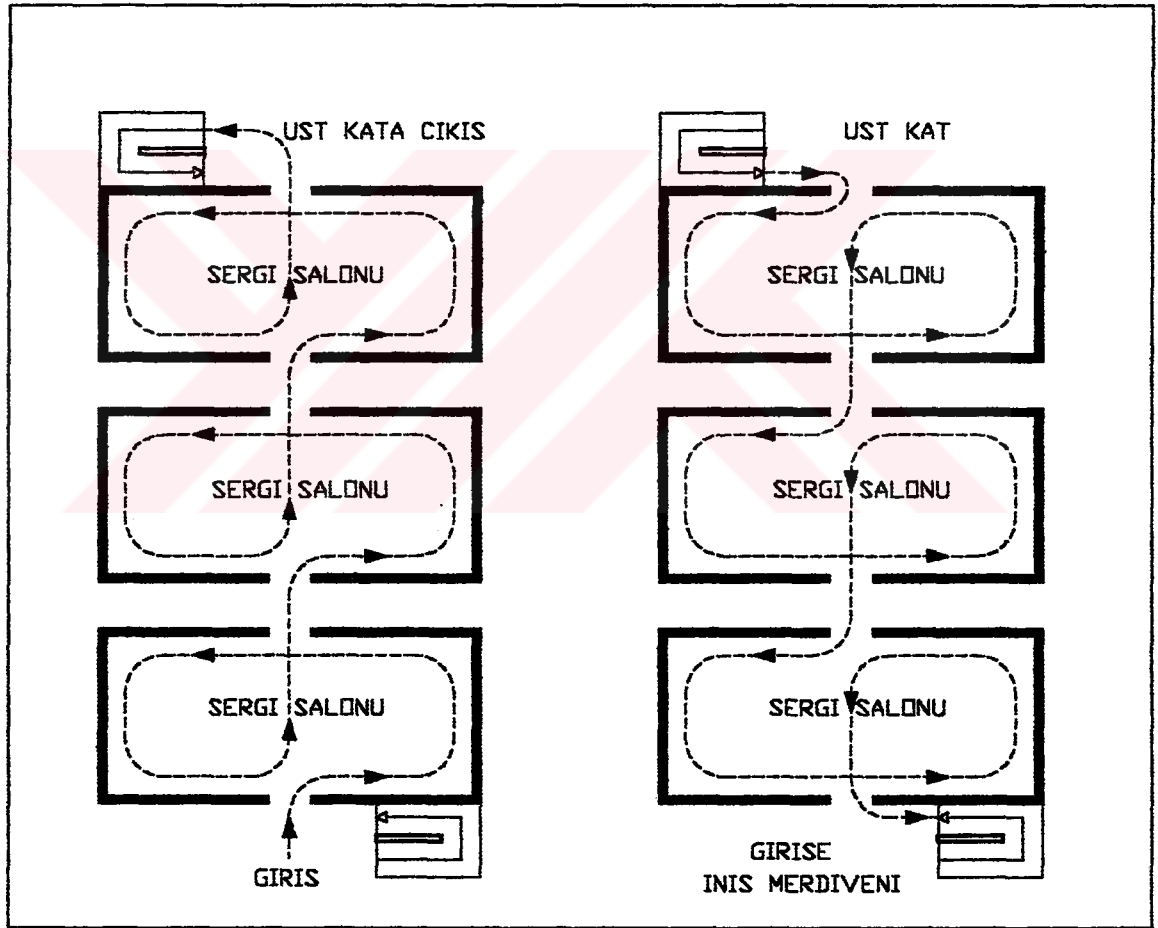 UST KATA CIKIS
SERGI SALONU
SERGI SALONU
SERGI SALONU
GIRIS
UST KAT
SERGI SALONU
SERGI SALONU
SERGI SALONU
GIRISE
INIS MERDIVENI